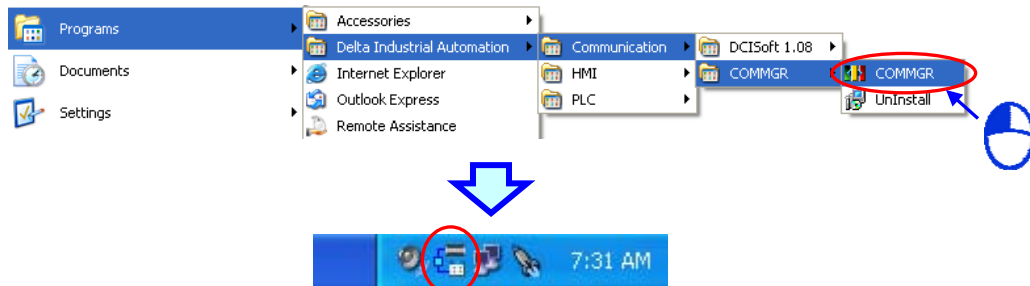 Programs
Documents
Settings
Accessories
Delta Industrial Automation
Internet Explorer
Outlook Express
Remote Assistance
Communication
HMI
PLC
DCISoft 1.08
COMMGR
COMMGR
UnInstall
7:31 AM